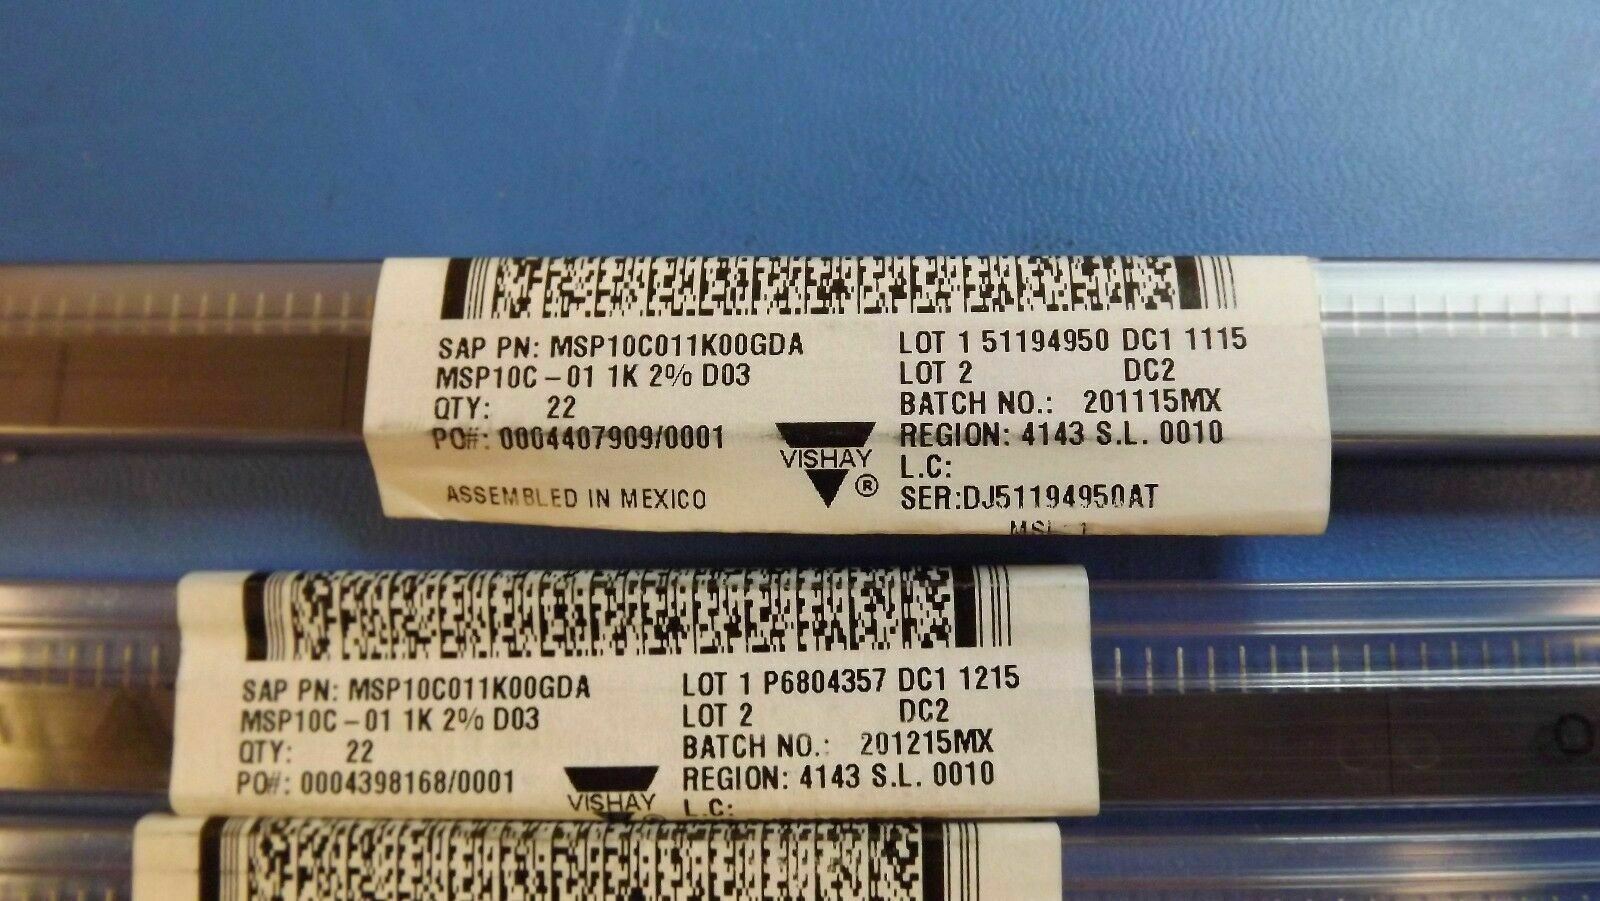 SAP PN: MSP10C011K00GDA
MSP10C-01 1K 2% D03
QTY: 22
PO#: 0004407909/0001
ASSEMBLED IN MEXICO
VISHAY
®
LOT 1 51194950 DC1 1115
LOT 2 DC2
BATCH NO.: 201115MX
REGION: 4143 S.L. 0010
L.C:
SER:DJ51194950AT
MSL: 1
SAP PN: MSP10C011K00GDA
MSP10C-01 1K 2% D03
QTY: 22
PO#: 0004398168/0001
VISHAY
LOT 1 P6804357 DC1 1215
LOT 2 DC2
BATCH NO.: 201215MX
REGION: 4143 S.L. 0010
L.C: